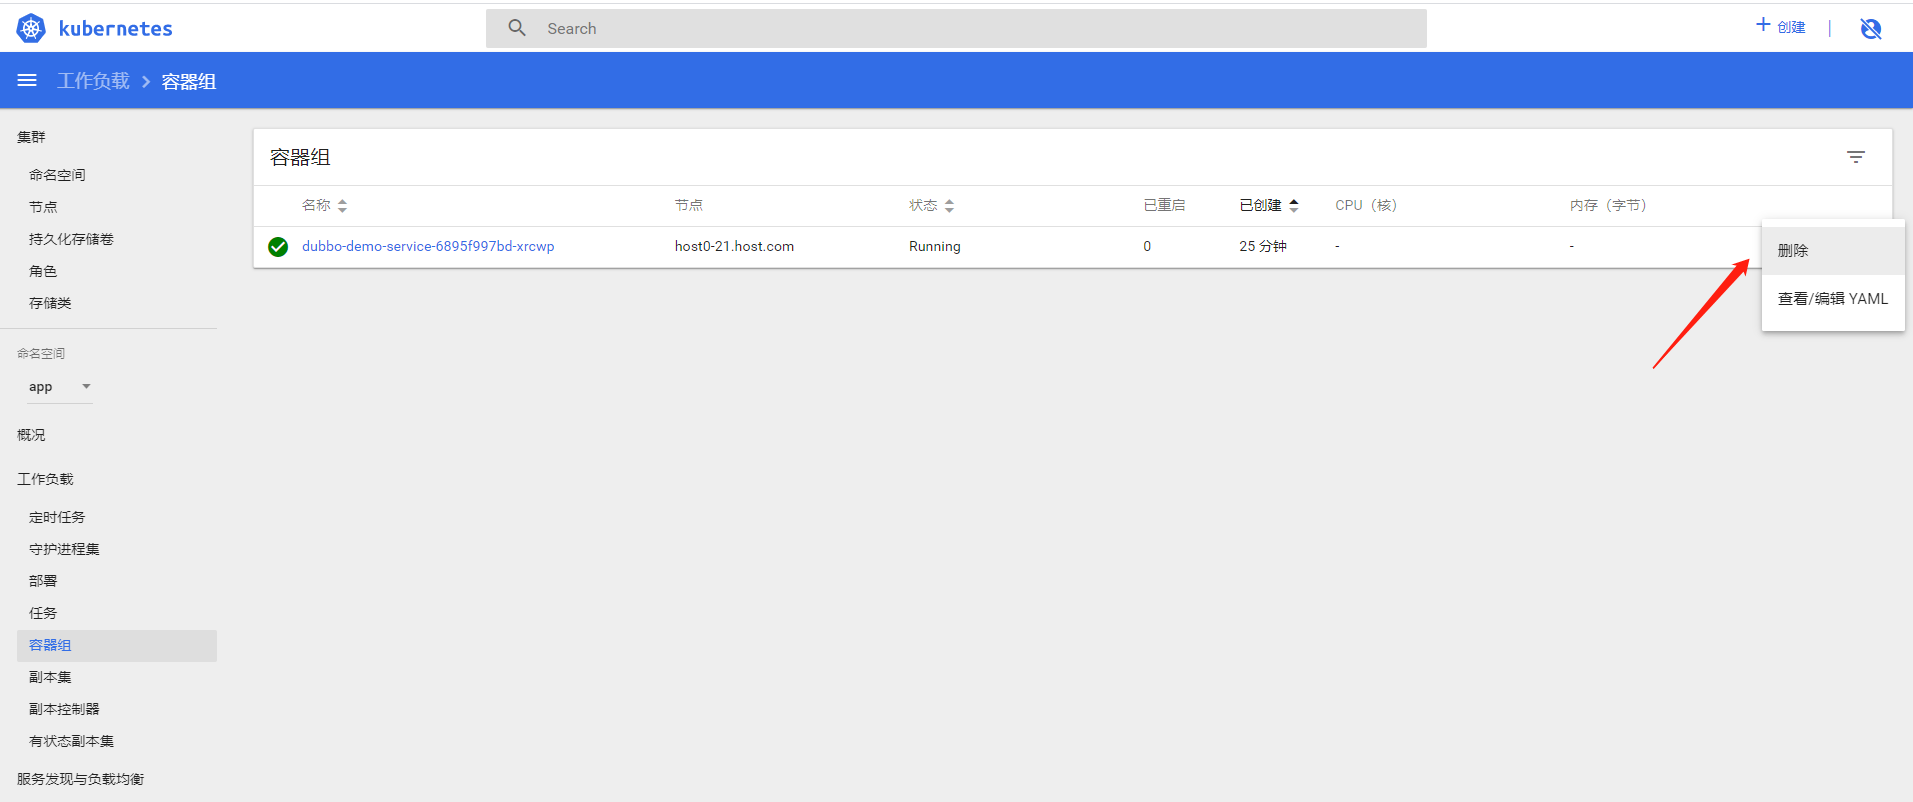 kubernetes
Search
创建
工作负载
容器组
集群
命名空间
节点
持久化存储卷
角色
存储类
命名空间
app
概况
工作负载
定时任务
守护进程集
部署
任务
容器组
副本集
副本控制器
有状态副本集
服务发现与负载均衡
容器组
名称 节点 状态 已重启 已创建 CPU（核） 内存（字节）
dubbo-demo-service-6895f997bd-xrcwp host0-21.host.com Running 0 25 分钟 - -
删除
查看/编辑 YAML